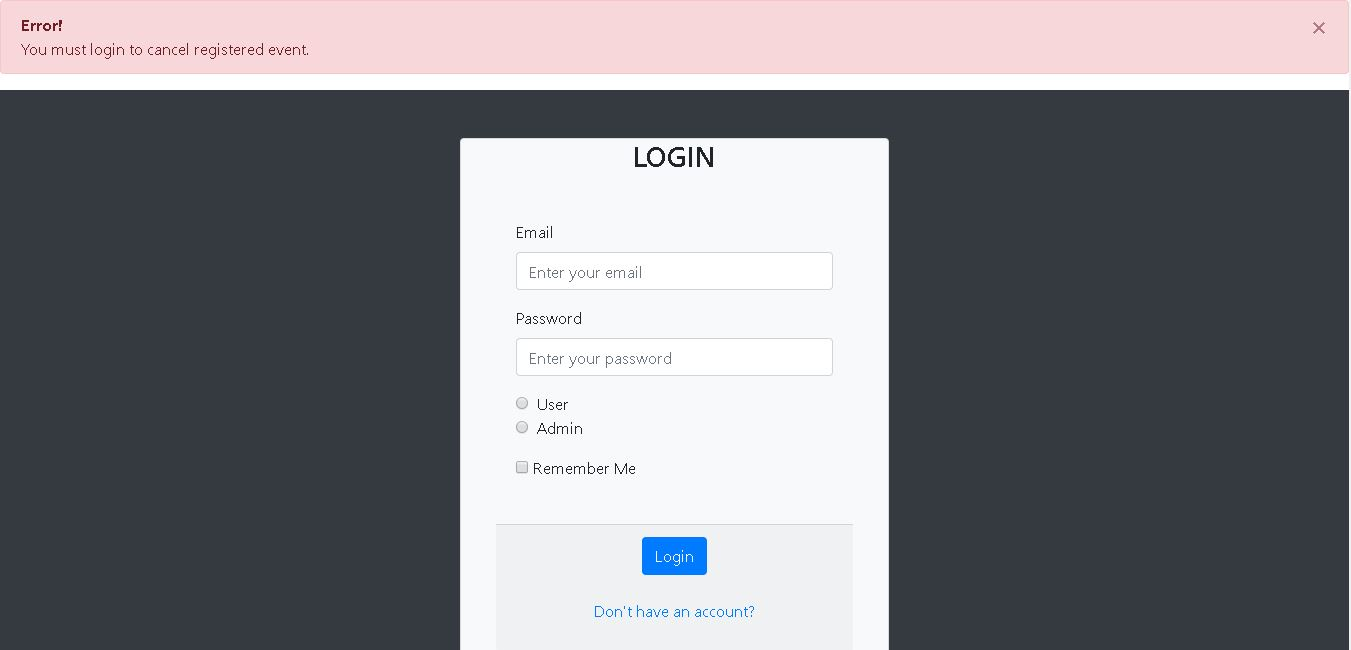 Error!
You must login to cancel registered event.
×
LOGIN
Email
Enter your email
Password
Enter your password
User
Admin
Remember Me
Login
Don't have an account?